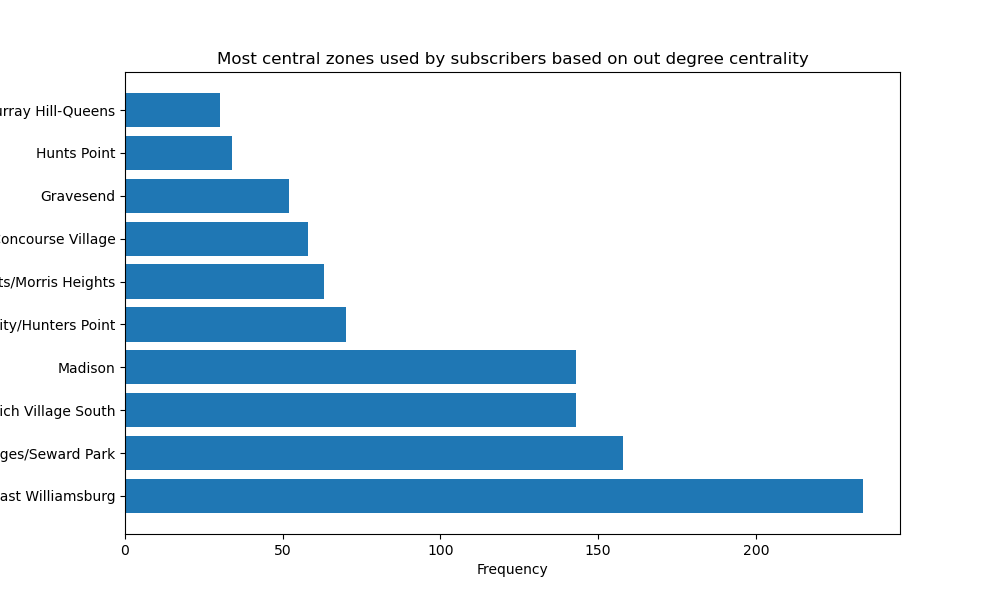 Most central zones used by subscribers based on out degree centrality
urray Hill-Queens
Hunts Point
Gravesend
Concourse Village
ts/Morris Heights
ity/Hunters Point
Madison
ich Village South
ges/Seward Park
ast Williamsburg
0 50 100 150 200
Frequency